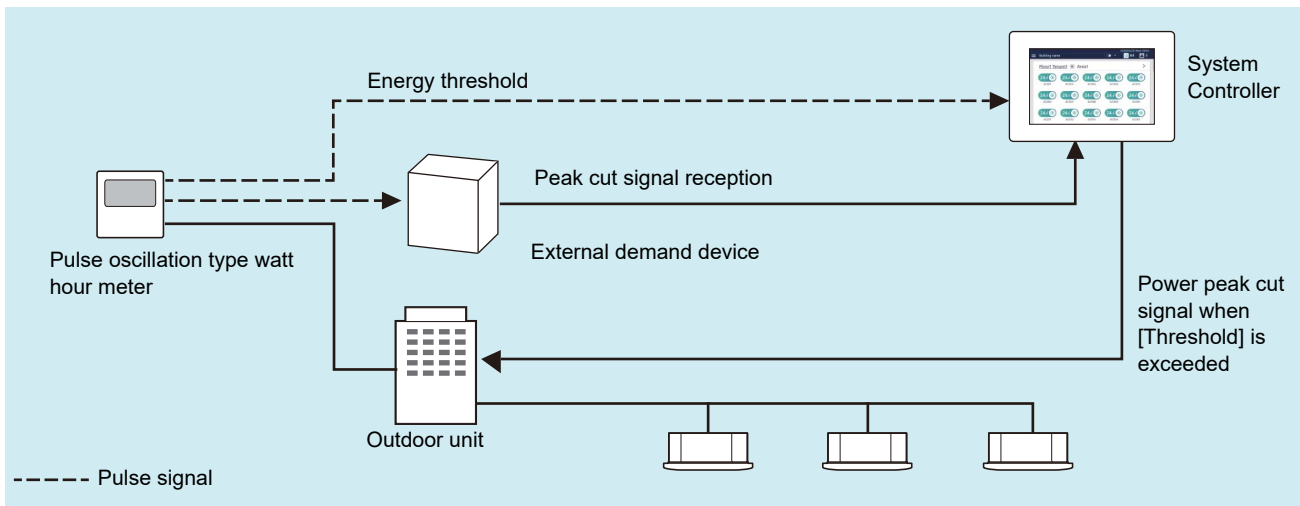 Energy threshold
System
Controller
Peak cut signal reception
External demand device
Pulse oscillation type watt
hour meter
Power peak cut
signal when
[Threshold] is
exceeded
Outdoor unit
Pulse signal